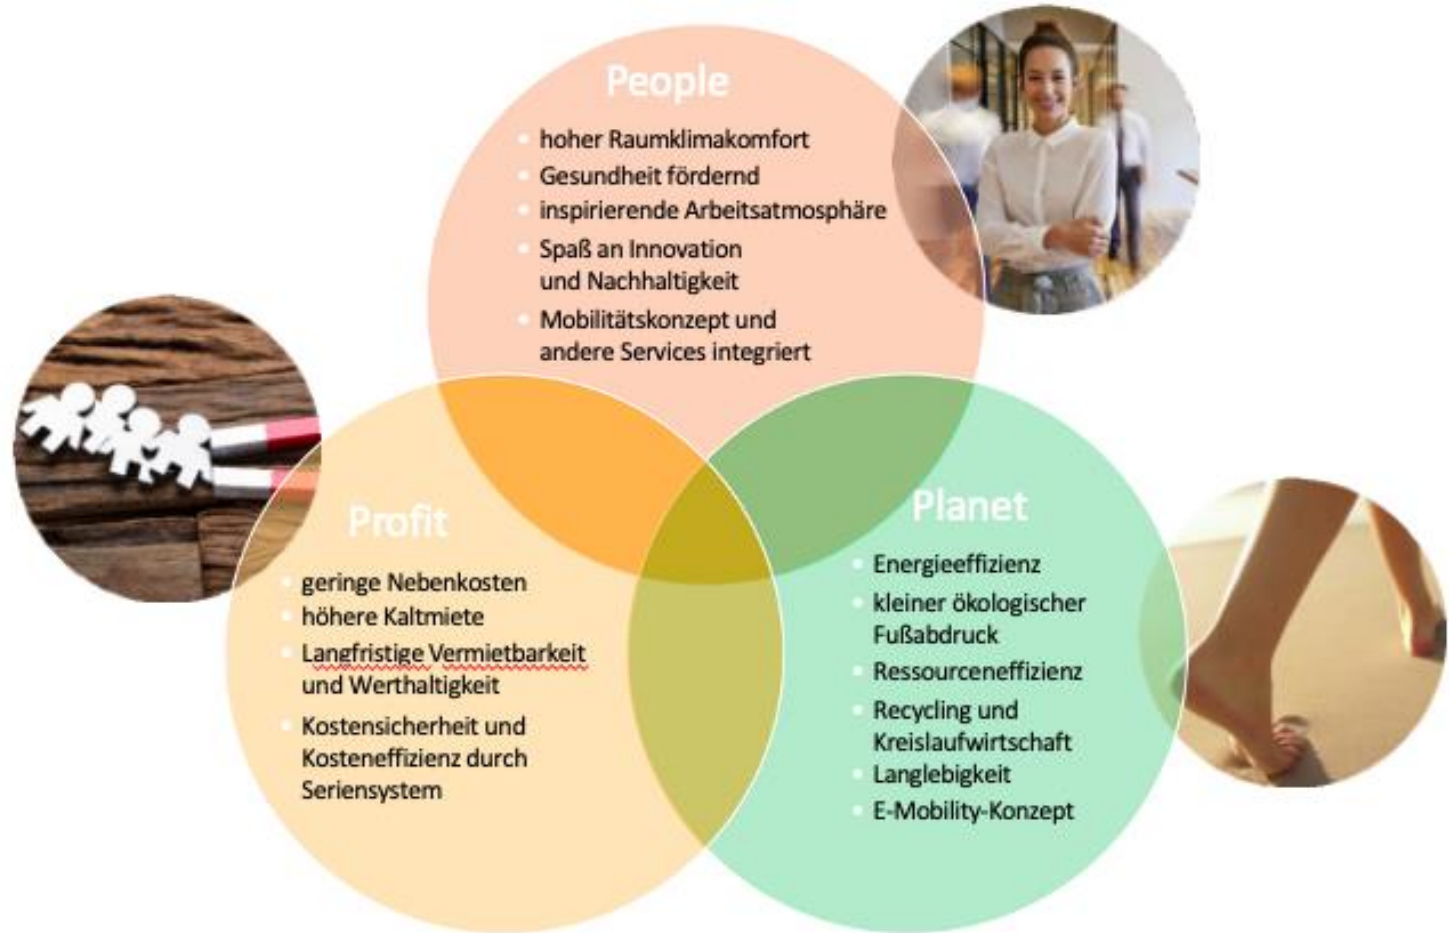 People
hoher Raumklimakomfort
Gesundheit fördernd
inspirierende Arbeitsatmosphäre
Spaß an Innovation
und Nachhaltigkeit
Mobilitätskonzept und
andere Services integriert
Profit
geringe Nebenkosten
höhere Kaltmiete
Langfristige Vermietbarkeit
und Werthaltigkeit
Kostensicherheit und
Kosteneffizienz durch
Seriensystem
Planet
Energieeffizienz
kleiner ökologischer
Fußabdruck
Ressourceneffizienz
Recycling und
Kreislaufwirtschaft
Langlebigkeit
E-Mobility-Konzept